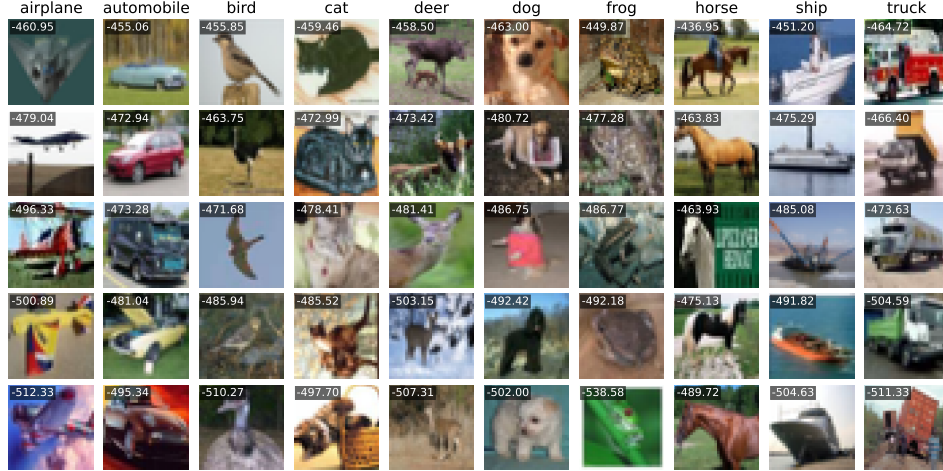 airplane automobile bird cat deer dog frog horse ship truck
-460.95 -455.06 -455.85 -459.46 -458.50 -463.00 -449.87 -436.95 -451.20 -464.72
-479.04 -472.94 -463.75 -472.99 -473.42 -480.72 -477.28 -463.83 -475.29 -466.40
-496.33 -473.28 -471.68 -478.41 -481.41 -486.75 -486.77 -463.93 -485.08 -473.63
-500.89 -481.04 -485.94 -485.52 -503.15 -492.42 -492.18 -475.13 -491.82 -504.59
-512.33 -495.34 -510.27 -497.70 -507.31 -502.00 -538.58 -489.72 -504.63 -511.33